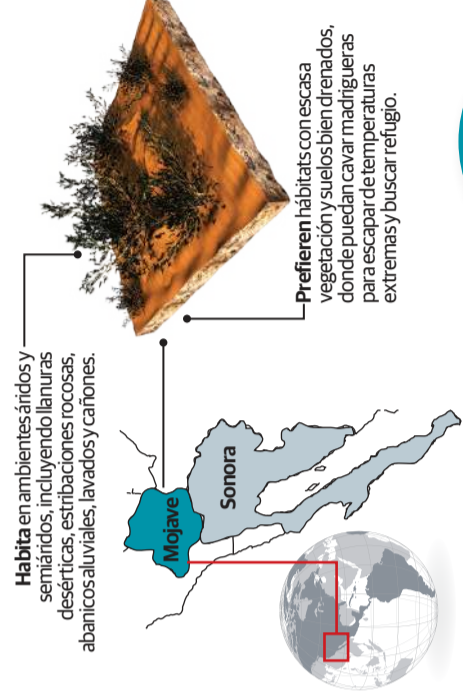 Habita en ambientes áridos y
semiáridos, incluyendo llanuras
desérticas, estribaciones rocosas,
abanicos aluviales, lavados y cañones.
Mojave
Sonora
Prefieren hábitats con escasa
vegetación y suelos bien drenados,
donde puedan cavar madrigueras
para escapar de temperaturas
extremas y buscar refugio.